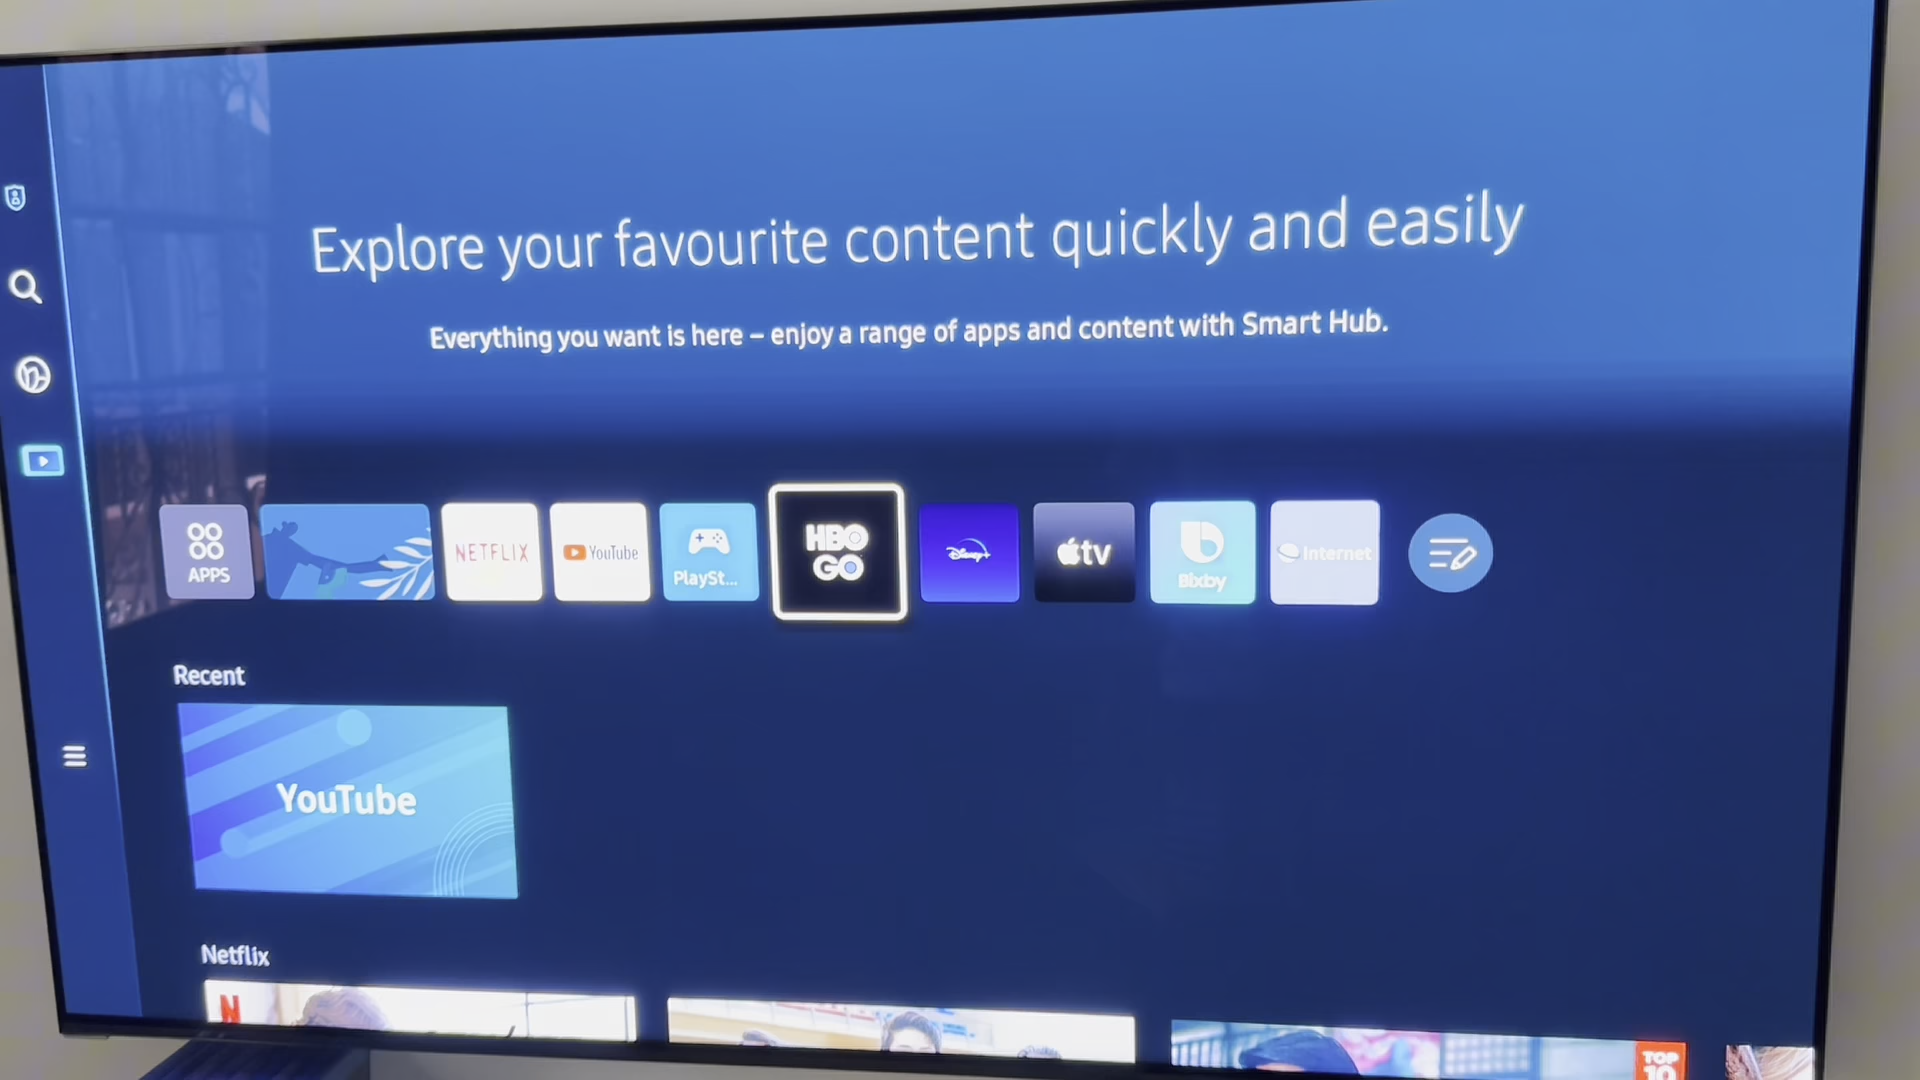 Explore your favourite content quickly and easily
Everything you want is here – enjoy a range of apps and content with Smart Hub.
APPS
NETFLIX
YouTube
PlaySt...
HBO
GO
Disney+
tv
Bixby
Internet
Recent
YouTube
Netflix
N
TOP
10